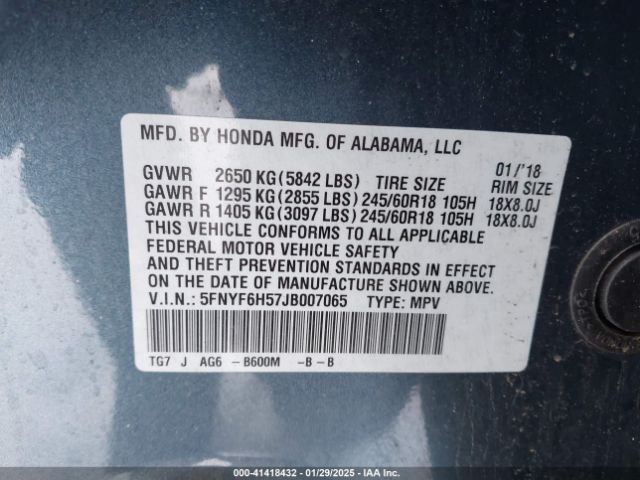 MFD. BY HONDA MFG. OF ALABAMA, LLC
01/'18
GVWR 2650 KG(5842 LBS) TIRE SIZE RIM SIZE
GAWR F 1295 KG(2855 LBS)245/60R18 105H 18X8.0J
GAWR R 1405 KG(3097 LBS)245/60R18 105H 18X8.0J
THIS VEHICLE CONFORMS TO ALL APPLICABLE
FEDERAL MOTOR VEHICLE SAFETY
AND THEFT PREVENTION STANDARDS IN EFFECT
ON THE DATE OF MANUFACTURE SHOWN ABOVE.
V.I.N.: 5FNYF6H57JB007065 TYPE: MPV
TG7 J AG6 -B600M -B-B
000-41418432 - 01/29/2025 - IAA Inc.